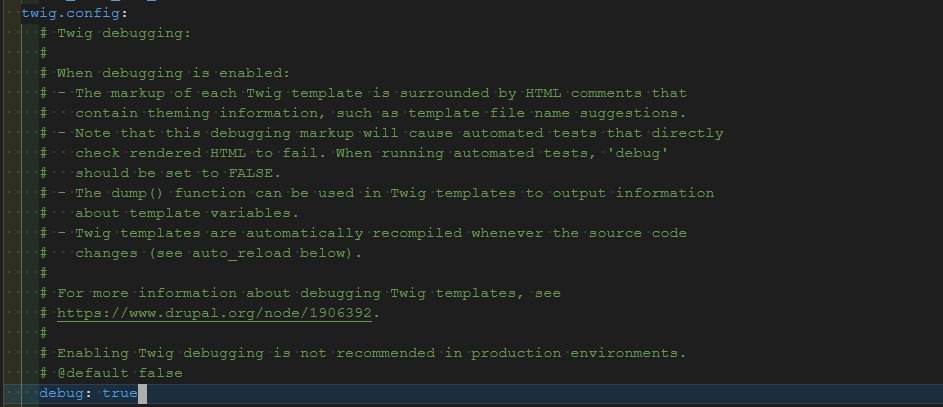 twig.config:
# Twig debugging:
#
# When debugging is enabled:
# - The markup of each Twig template is surrounded by HTML comments that
#   contain theming information, such as template file name suggestions.
# - Note that this debugging markup will cause automated tests that directly
#   check rendered HTML to fail. When running automated tests, 'debug'
#   should be set to FALSE.
# - The dump() function can be used in Twig templates to output information
#   about template variables.
# - Twig templates are automatically recompiled whenever the source code
#   changes (see auto_reload below).
#
# For more information about debugging Twig templates, see
# https://www.drupal.org/node/1906392.
#
# Enabling Twig debugging is not recommended in production environments.
# @default false
debug: true